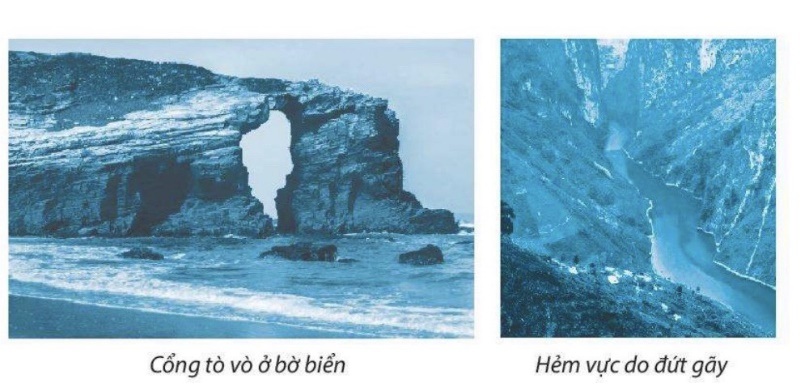 Cổng tò vò ở bờ biển
Hẻm vực do đứt gãy